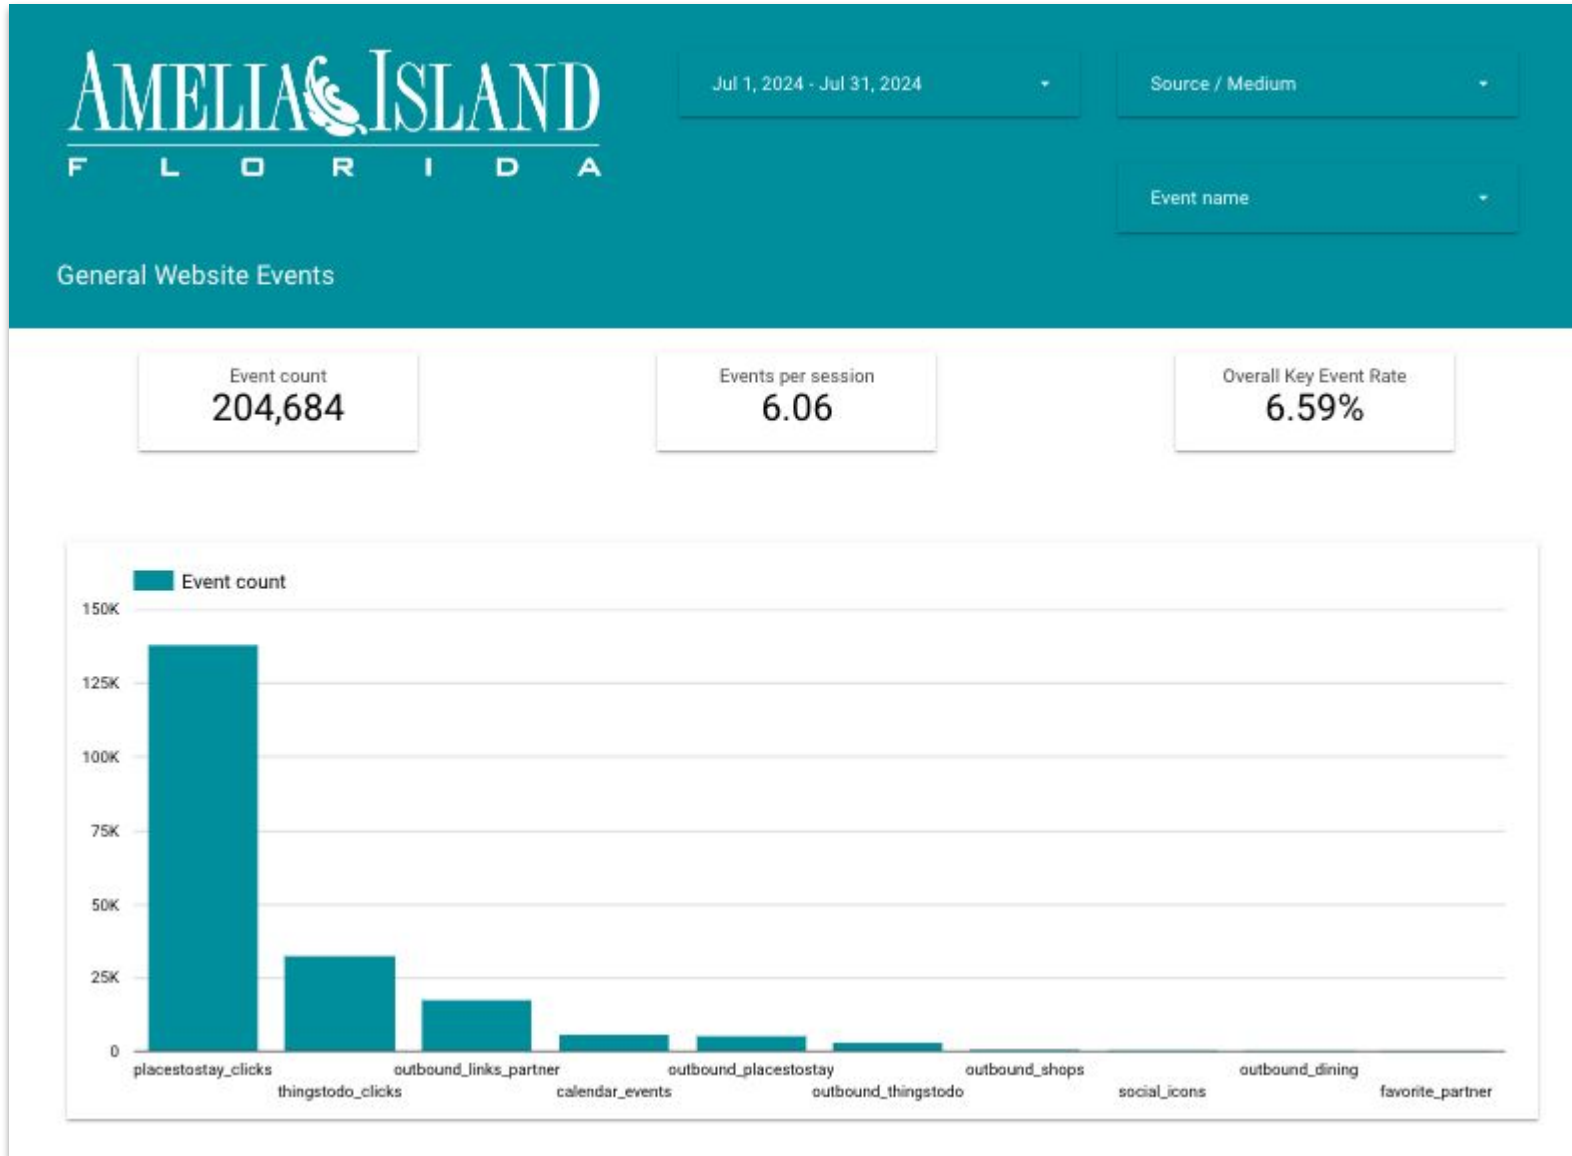 AMELIA ISLAND
FLORIDA
Jul 1, 2024 - Jul 31, 2024
Source / Medium
Event name
General Website Events
Event count
204,684
Events per session
6.06
Overall Key Event Rate
6.59%
Event count
150K
125K
100K
75K
50K
25K
0
placestostay_clicks
thingstodo_clicks
outbound_links_partner
calendar_events
outbound_placestostay
outbound_thingstodo
outbound_shops
social_icons
outbound_dining
favorite_partner